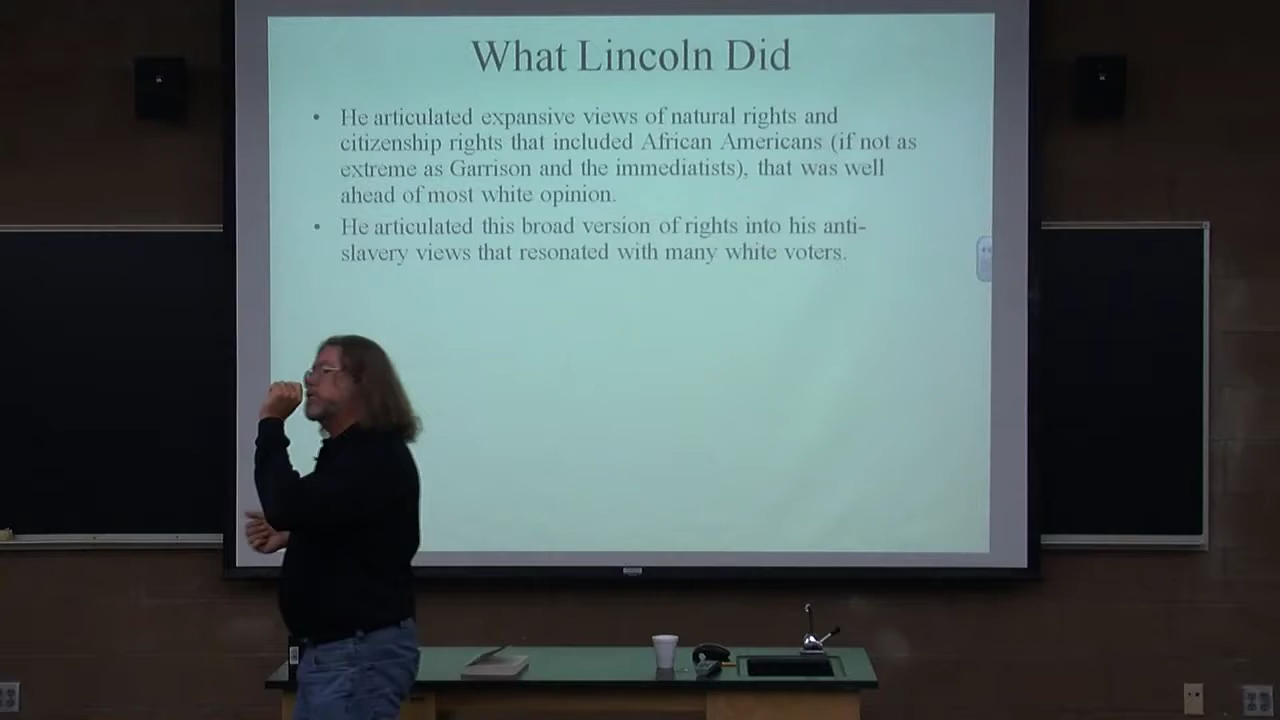 What Lincoln Did
• He articulated expansive views of natural rights and
citizenship rights that included African Americans (if not as
extreme as Garrison and the immediatists), that was well
ahead of most white opinion.
• He articulated this broad version of rights into his anti-
slavery views that resonated with many white voters.